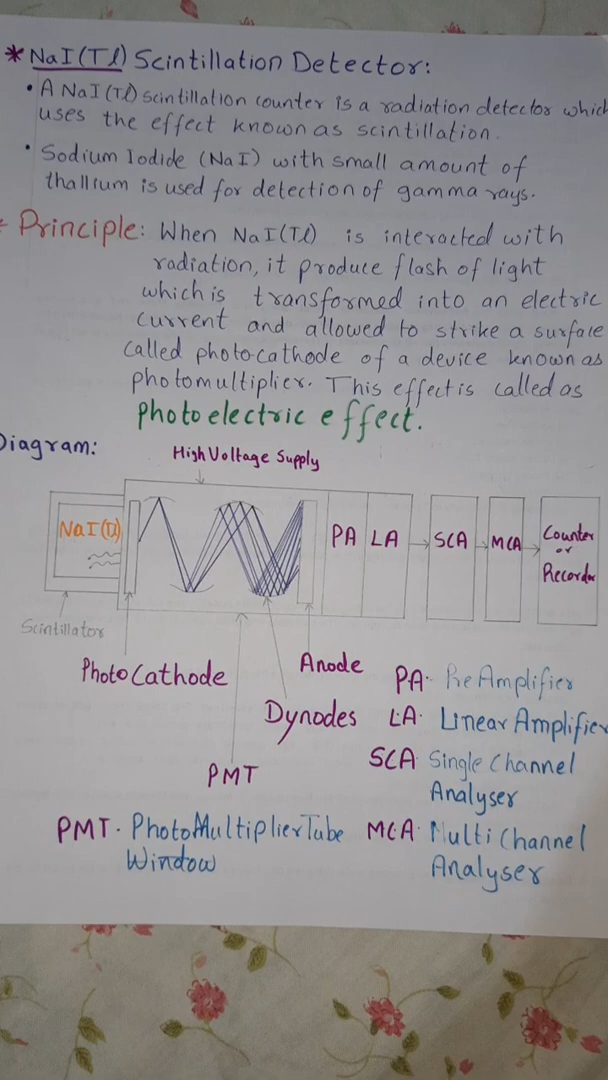 * NaI(Tl) Scintillation Detector:
• A NaI(Tl) scintillation counter is a radiation detector which
uses the effect known as scintillation.
• Sodium Iodide (NaI) with small amount of
thallium is used for detection of gamma rays.
Principle: When NaI(Tl) is interacted with
radiation, it produce flash of light
which is transformed into an electric
current and allowed to strike a surface
called photocathode of a device known as
photomultiplier. This effect is called as
photoelectric effect.
Diagram:
High Voltage Supply
NaI(Tl)
PA LA SCA MCA Counter
or
Recorder
Scintillator
Photo Cathode
Anode
Dynodes
PMT
PA- PreAmplifier
LA- Linear Amplifier
SCA- Single Channel
Analyser
PMT- PhotoMultiplierTube
Window
MCA- Multi Channel
Analyser